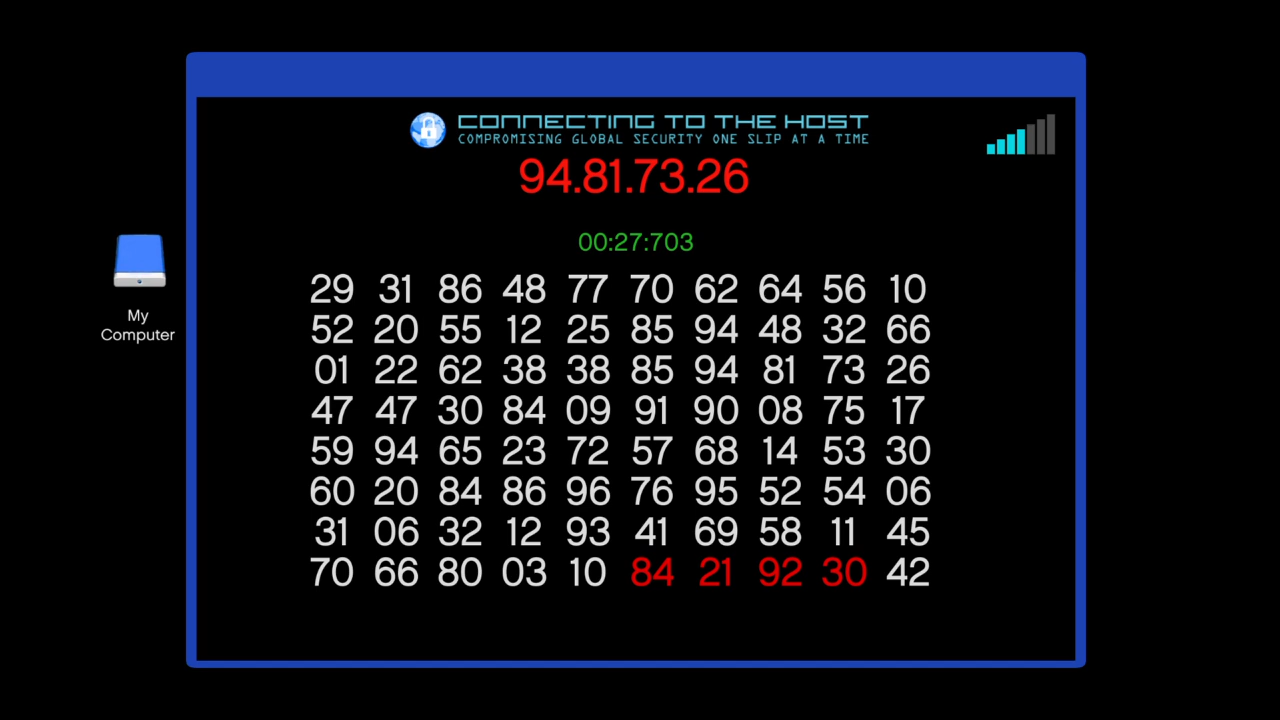 CONNECTING TO THE HOST
COMPROMISING GLOBAL SECURITY ONE SLIP AT A TIME
94.81.73.26
00:27:703
29 31 86 48 77 70 62 64 56 10
52 20 55 12 25 85 94 48 32 66
01 22 62 38 38 85 94 81 73 26
47 47 30 84 09 91 90 08 75 17
59 94 65 23 72 57 68 14 53 30
60 20 84 86 96 76 95 52 54 06
31 06 32 12 93 41 69 58 11 45
70 66 80 03 10 84 21 92 30 42
My
Computer